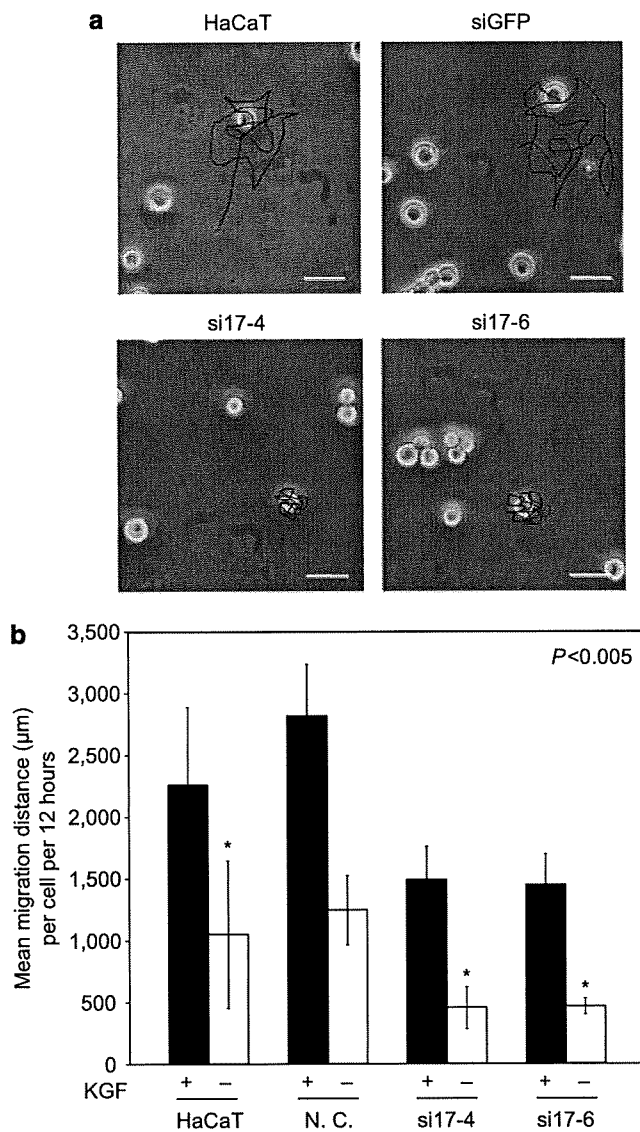 a
HaCaT
siGFP
si17-4
si17-6
b
P<0.005
Mean migration distance (µm)
per cell per 12 hours
3,500
3,000
2,500
2,000
1,500
1,000
500
0
*
*
*
KGF + − + − + − + −
HaCaT N. C. si17-4 si17-6